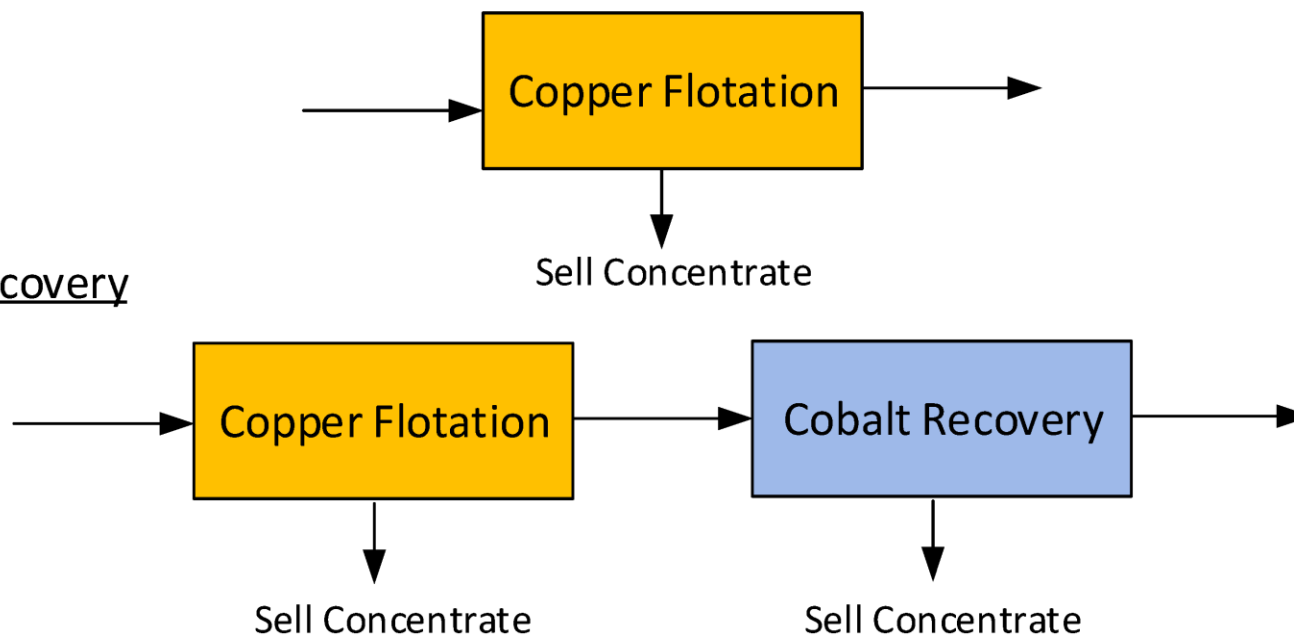 Copper Flotation
Sell Concentrate
covery
Copper Flotation
Cobalt Recovery
Sell Concentrate
Sell Concentrate